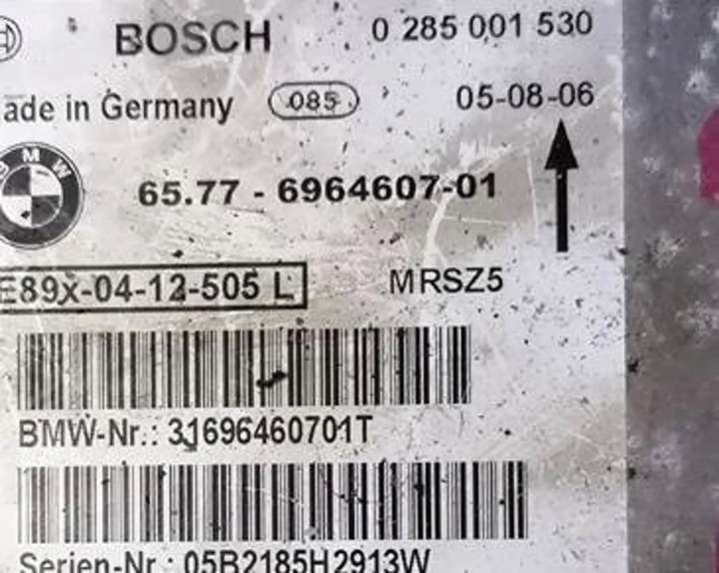 BOSCH 0 285 001 530
ade in Germany 085 05-08-06
BMW
65.77 - 6964607-01
E89x-04-12-505 L MRSZ5
BMW-Nr.: 31696460701T
Serien-Nr.: 05B2185H2913W